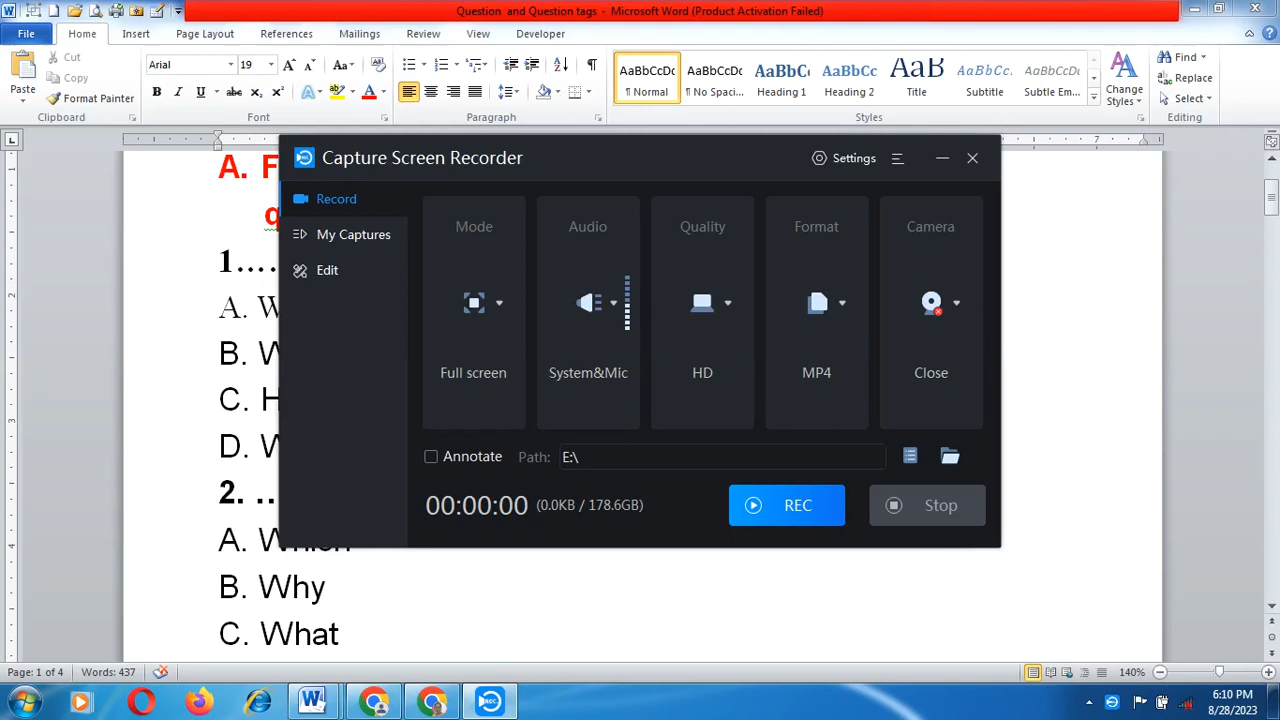 Question and Question tags - Microsoft Word (Product Activation Failed)
File Home Insert Page Layout References Mailings Review View Developer
Cut
Copy
Format Painter
Paste
Clipboard
Arial 19
Font
Paragraph
AaBbCcDc AaBbCcDc AaBbC AaBbCc AaB AaBbCc. AaBbCcDc
¶ Normal ¶ No Spaci... Heading 1 Heading 2 Title Subtitle Subtle Em...
Styles
Change Styles
Find
Replace
Select
Editing
Capture Screen Recorder
Settings
Record
My Captures
Edit
Mode Audio Quality Format Camera
Full screen System&Mic HD MP4 Close
Annotate Path: E:\
00:00:00 (0.0KB / 178.6GB) REC Stop
A. F
q
1.....
A. W
B. W
C. H
D. W
2. ..
A. Which
B. Why
C. What
Page: 1 of 4 Words: 437 140%
6:10 PM
8/28/2023